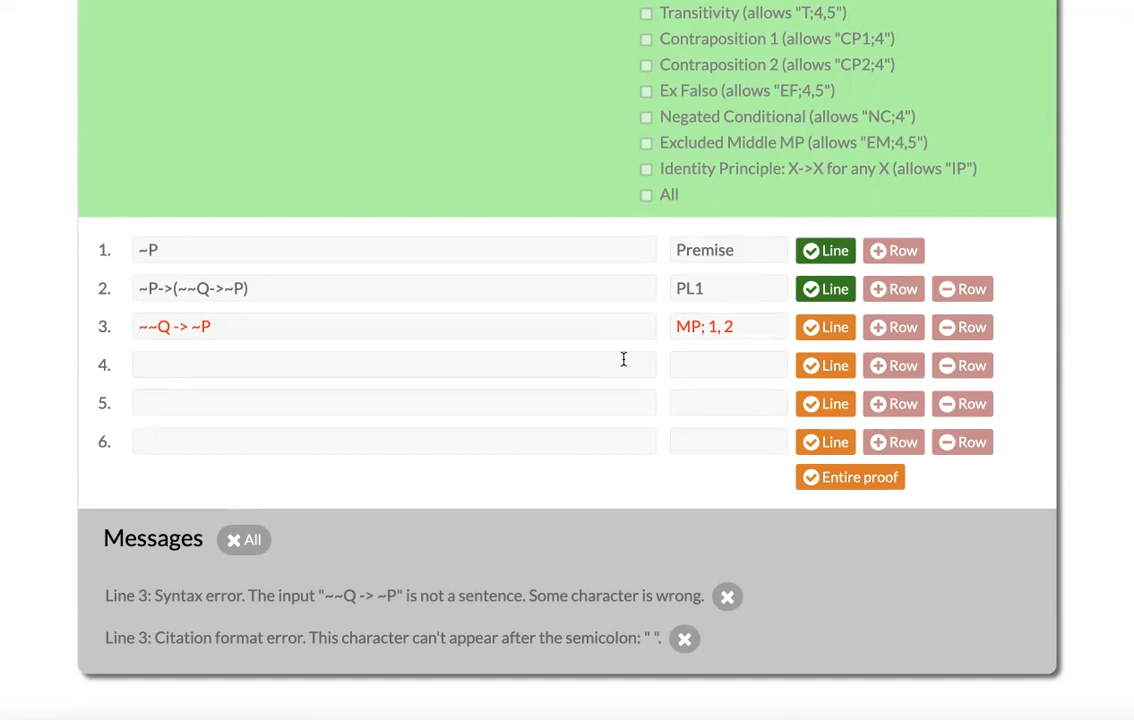 Transitivity (allows "T;4,5")
Contraposition 1 (allows "CP1;4")
Contraposition 2 (allows "CP2;4")
Ex Falso (allows "EF;4,5")
Negated Conditional (allows "NC;4")
Excluded Middle MP (allows "EM;4,5")
Identity Principle: X->X for any X (allows "IP")
All
1. ~P Premise Line Row
2. ~P->(~~Q->~P) PL1 Line Row Row
3. ~~Q -> ~P MP; 1, 2 Line Row Row
4. Line Row Row
5. Line Row Row
6. Line Row Row
Entire proof
Messages All
Line 3: Syntax error. The input "~~Q -> ~P" is not a sentence. Some character is wrong.
Line 3: Citation format error. This character can't appear after the semicolon: " ".